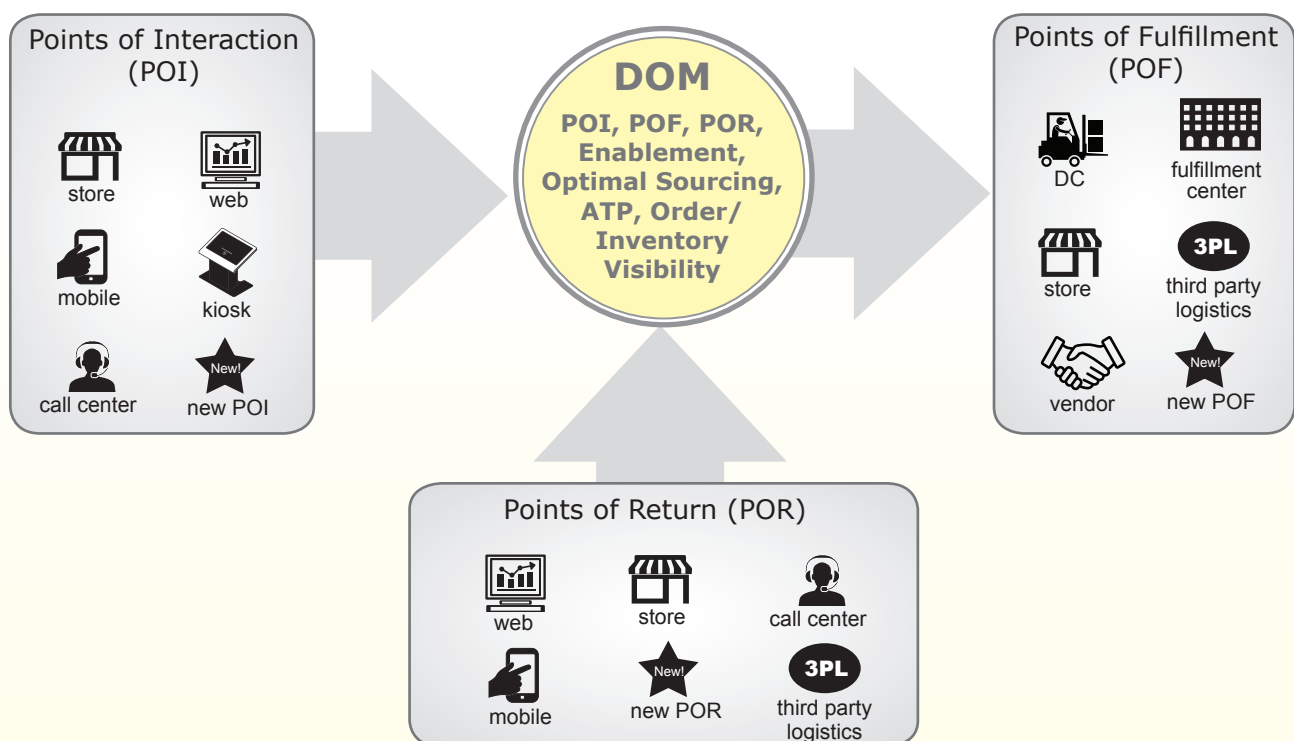 Points of Interaction
(POI)
store
web
mobile
kiosk
call center
New!
new POI
DOM
POI, POF, POR,
Enablement,
Optimal Sourcing,
ATP, Order/
Inventory
Visibility
Points of Fulfillment
(POF)
DC
fulfillment
center
store
3PL
third party
logistics
vendor
New!
new POF
Points of Return (POR)
web
store
call center
mobile
New!
new POR
3PL
third party
logistics